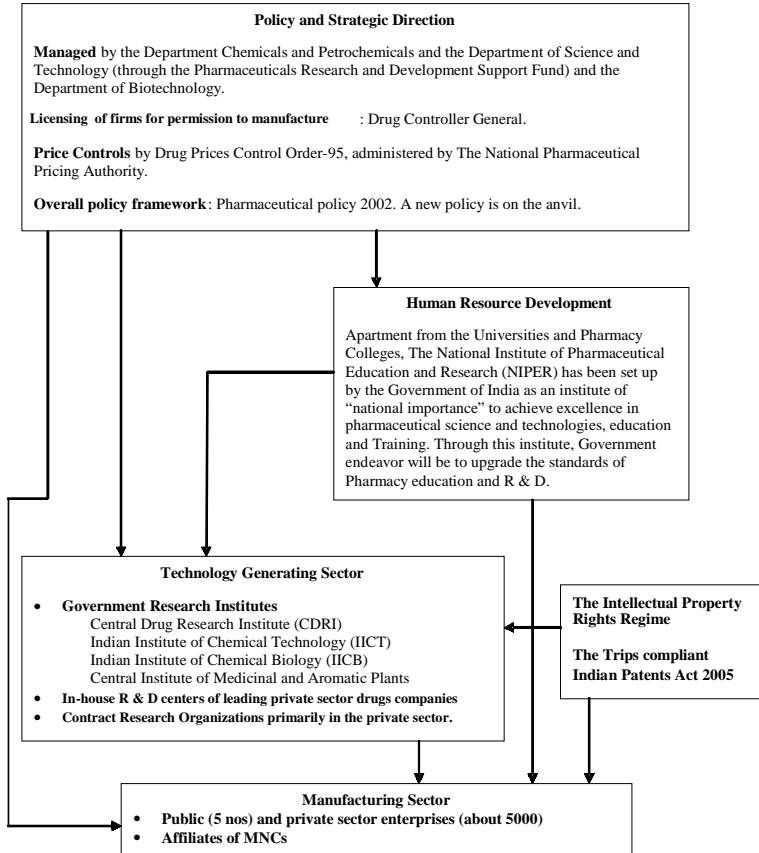 Policy and Strategic Direction
Managed by the Department Chemicals and Petrochemicals and the Department of Science and
Technology (through the Pharmaceuticals Research and Development Support Fund) and the
Department of Biotechnology.
Licensing of firms for permission to manufacture : Drug Controller General.
Price Controls by Drug Prices Control Order-95, administered by The National Pharmaceutical
Pricing Authority.
Overall policy framework: Pharmaceutical policy 2002. A new policy is on the anvil.
Human Resource Development
Apartment from the Universities and Pharmacy
Colleges, The National Institute of Pharmaceutical
Education and Research (NIPER) has been set up
by the Government of India as an institute of
“national importance” to achieve excellence in
pharmaceutical science and technologies, education
and Training. Through this institute, Government
endeavor will be to upgrade the standards of
Pharmacy education and R & D.
Technology Generating Sector
• Government Research Institutes
Central Drug Research Institute (CDRI)
Indian Institute of Chemical Technology (IICT)
Indian Institute of Chemical Biology (IICB)
Central Institute of Medicinal and Aromatic Plants
• In-house R & D centers of leading private sector drugs companies
• Contract Research Organizations primarily in the private sector.
The Intellectual Property
Rights Regime
The Trips compliant
Indian Patents Act 2005
Manufacturing Sector
• Public (5 nos) and private sector enterprises (about 5000)
• Affiliates of MNCs